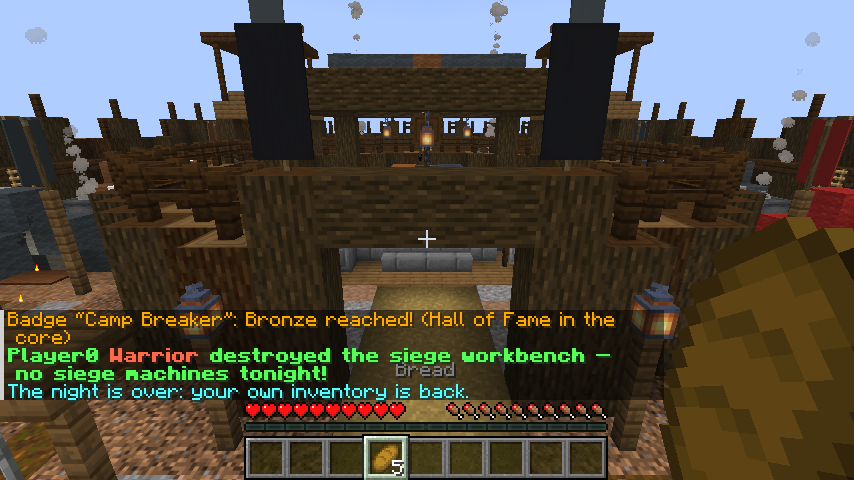 Badge "Camp Breaker": Bronze reached! (Hall of Fame in the
core)
Player0 Warrior destroyed the siege workbench –
no siege machines tonight!
Bread
The night is over: your own inventory is back.
5